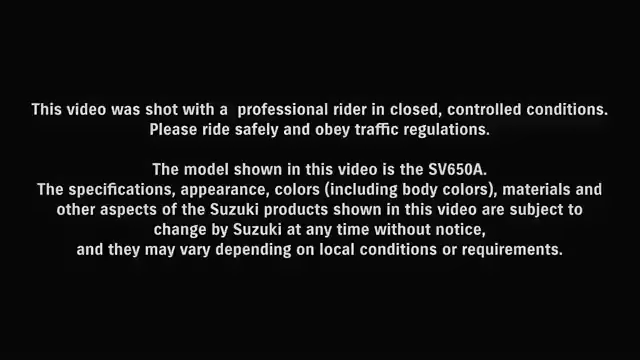 This video was shot with a  professional rider in closed, controlled conditions.
Please ride safely and obey traffic regulations.
The model shown in this video is the SV650A.
The specifications, appearance, colors (including body colors), materials and
other aspects of the Suzuki products shown in this video are subject to
change by Suzuki at any time without notice,
and they may vary depending on local conditions or requirements.